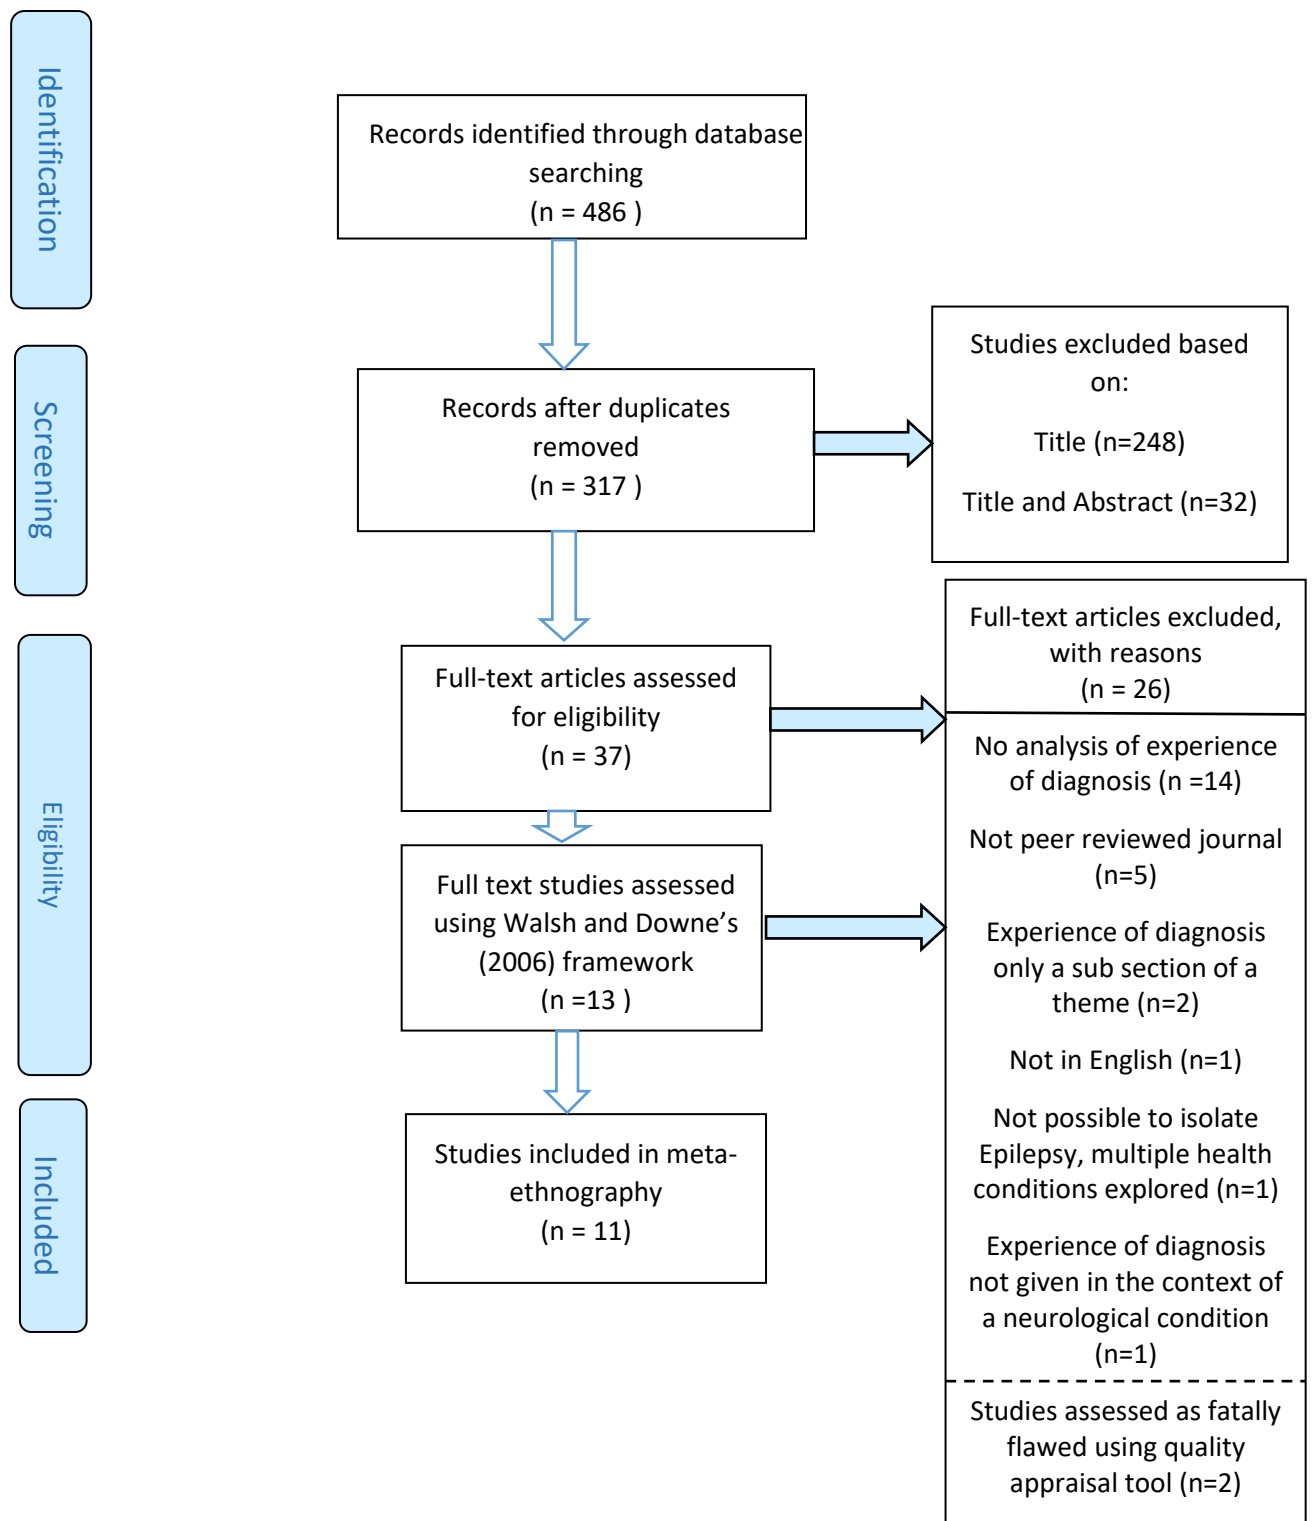 Identification
Records identified through database
searching
(n = 486 )
Screening
Records after duplicates
removed
(n = 317 )
Studies excluded based
on:
Title (n=248)
Title and Abstract (n=32)
Eligibility
Full-text articles assessed
for eligibility
(n = 37)
Full-text articles excluded,
with reasons
(n = 26)
No analysis of experience
of diagnosis (n =14)
Not peer reviewed journal
(n=5)
Experience of diagnosis
only a sub section of a
theme (n=2)
Not in English (n=1)
Not possible to isolate
Epilepsy, multiple health
conditions explored (n=1)
Experience of diagnosis
not given in the context of
a neurological condition
(n=1)
Studies assessed as fatally
flawed using quality
appraisal tool (n=2)
Full text studies assessed
using Walsh and Downe’s
(2006) framework
(n =13 )
Included
Studies included in meta-
ethnography
(n = 11)